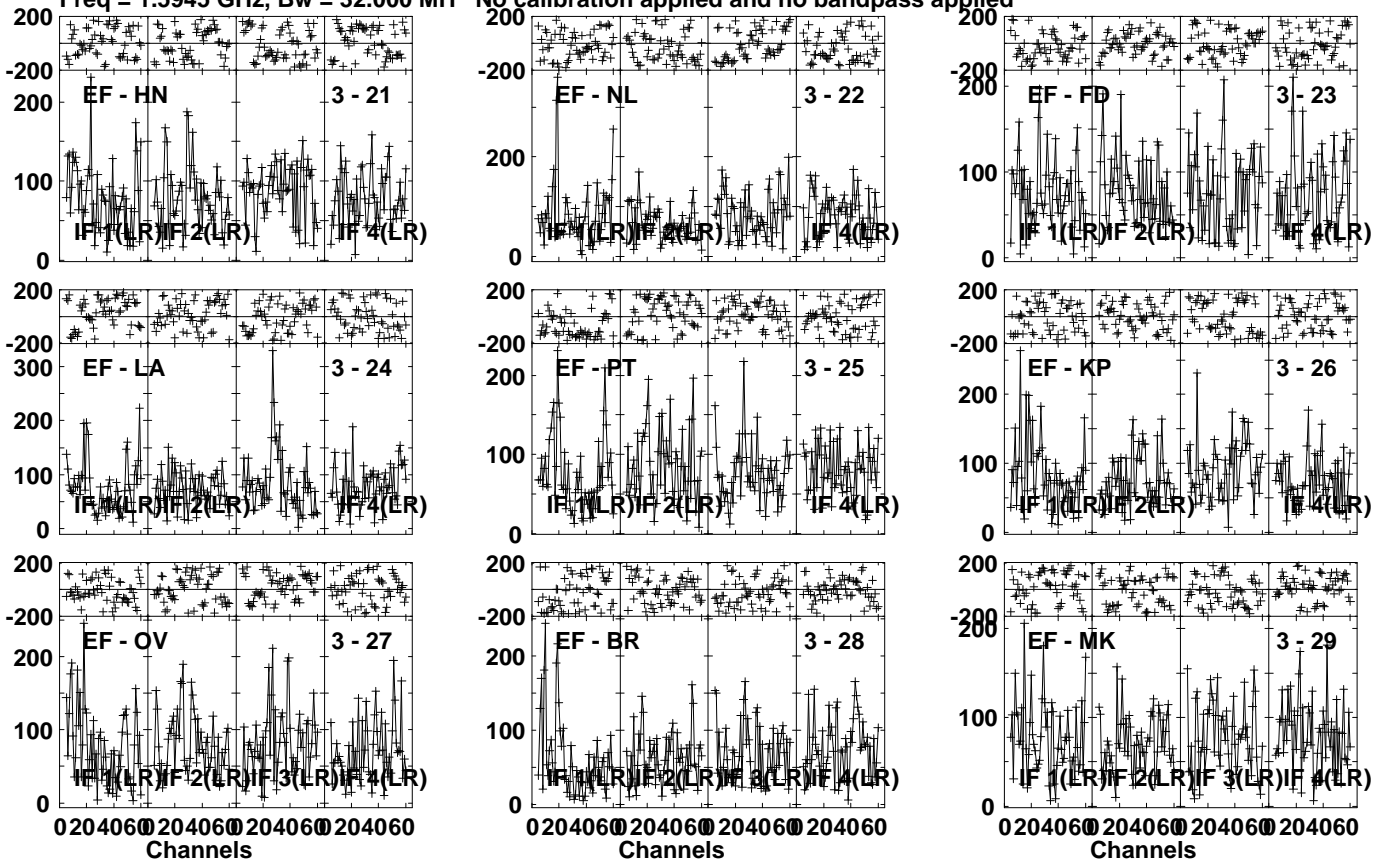 Freq = 1.5945 GHz, Bw = 32.000 MH No calibration applied and no bandpass applied
200
-200
EF - HN 3 - 21
200
100
0
IF 1(LR) IF 2(LR) IF 4(LR)
200
-200
EF - NL 3 - 22
200
0
IF 1(LR) IF 2(LR) IF 4(LR)
200
-200
EF - FD 3 - 23
200
100
0
IF 1(LR) IF 2(LR) IF 4(LR)
200
-200
EF - LA 3 - 24
300
200
100
0
IF 1(LR) IF 2(LR) IF 4(LR)
200
-200
EF - PT 3 - 25
200
100
0
IF 1(LR) IF 2(LR) IF 4(LR)
200
-200
EF - KP 3 - 26
200
100
0
IF 1(LR) IF 2(LR) IF 4(LR)
200
-200
EF - OV 3 - 27
200
100
0
IF 1(LR) IF 2(LR) IF 3(LR) IF 4(LR)
0 20 40 60 0 20 40 60 0 20 40 60 0 20 40 60
Channels
200
-200
EF - BR 3 - 28
200
100
0
IF 1(LR) IF 2(LR) IF 3(LR) IF 4(LR)
0 20 40 60 0 20 40 60 0 20 40 60 0 20 40 60
Channels
200
-200
EF - MK 3 - 29
200
100
0
IF 1(LR) IF 2(LR) IF 3(LR) IF 4(LR)
0 20 40 60 0 20 40 60 0 20 40 60 0 20 40 60
Channels